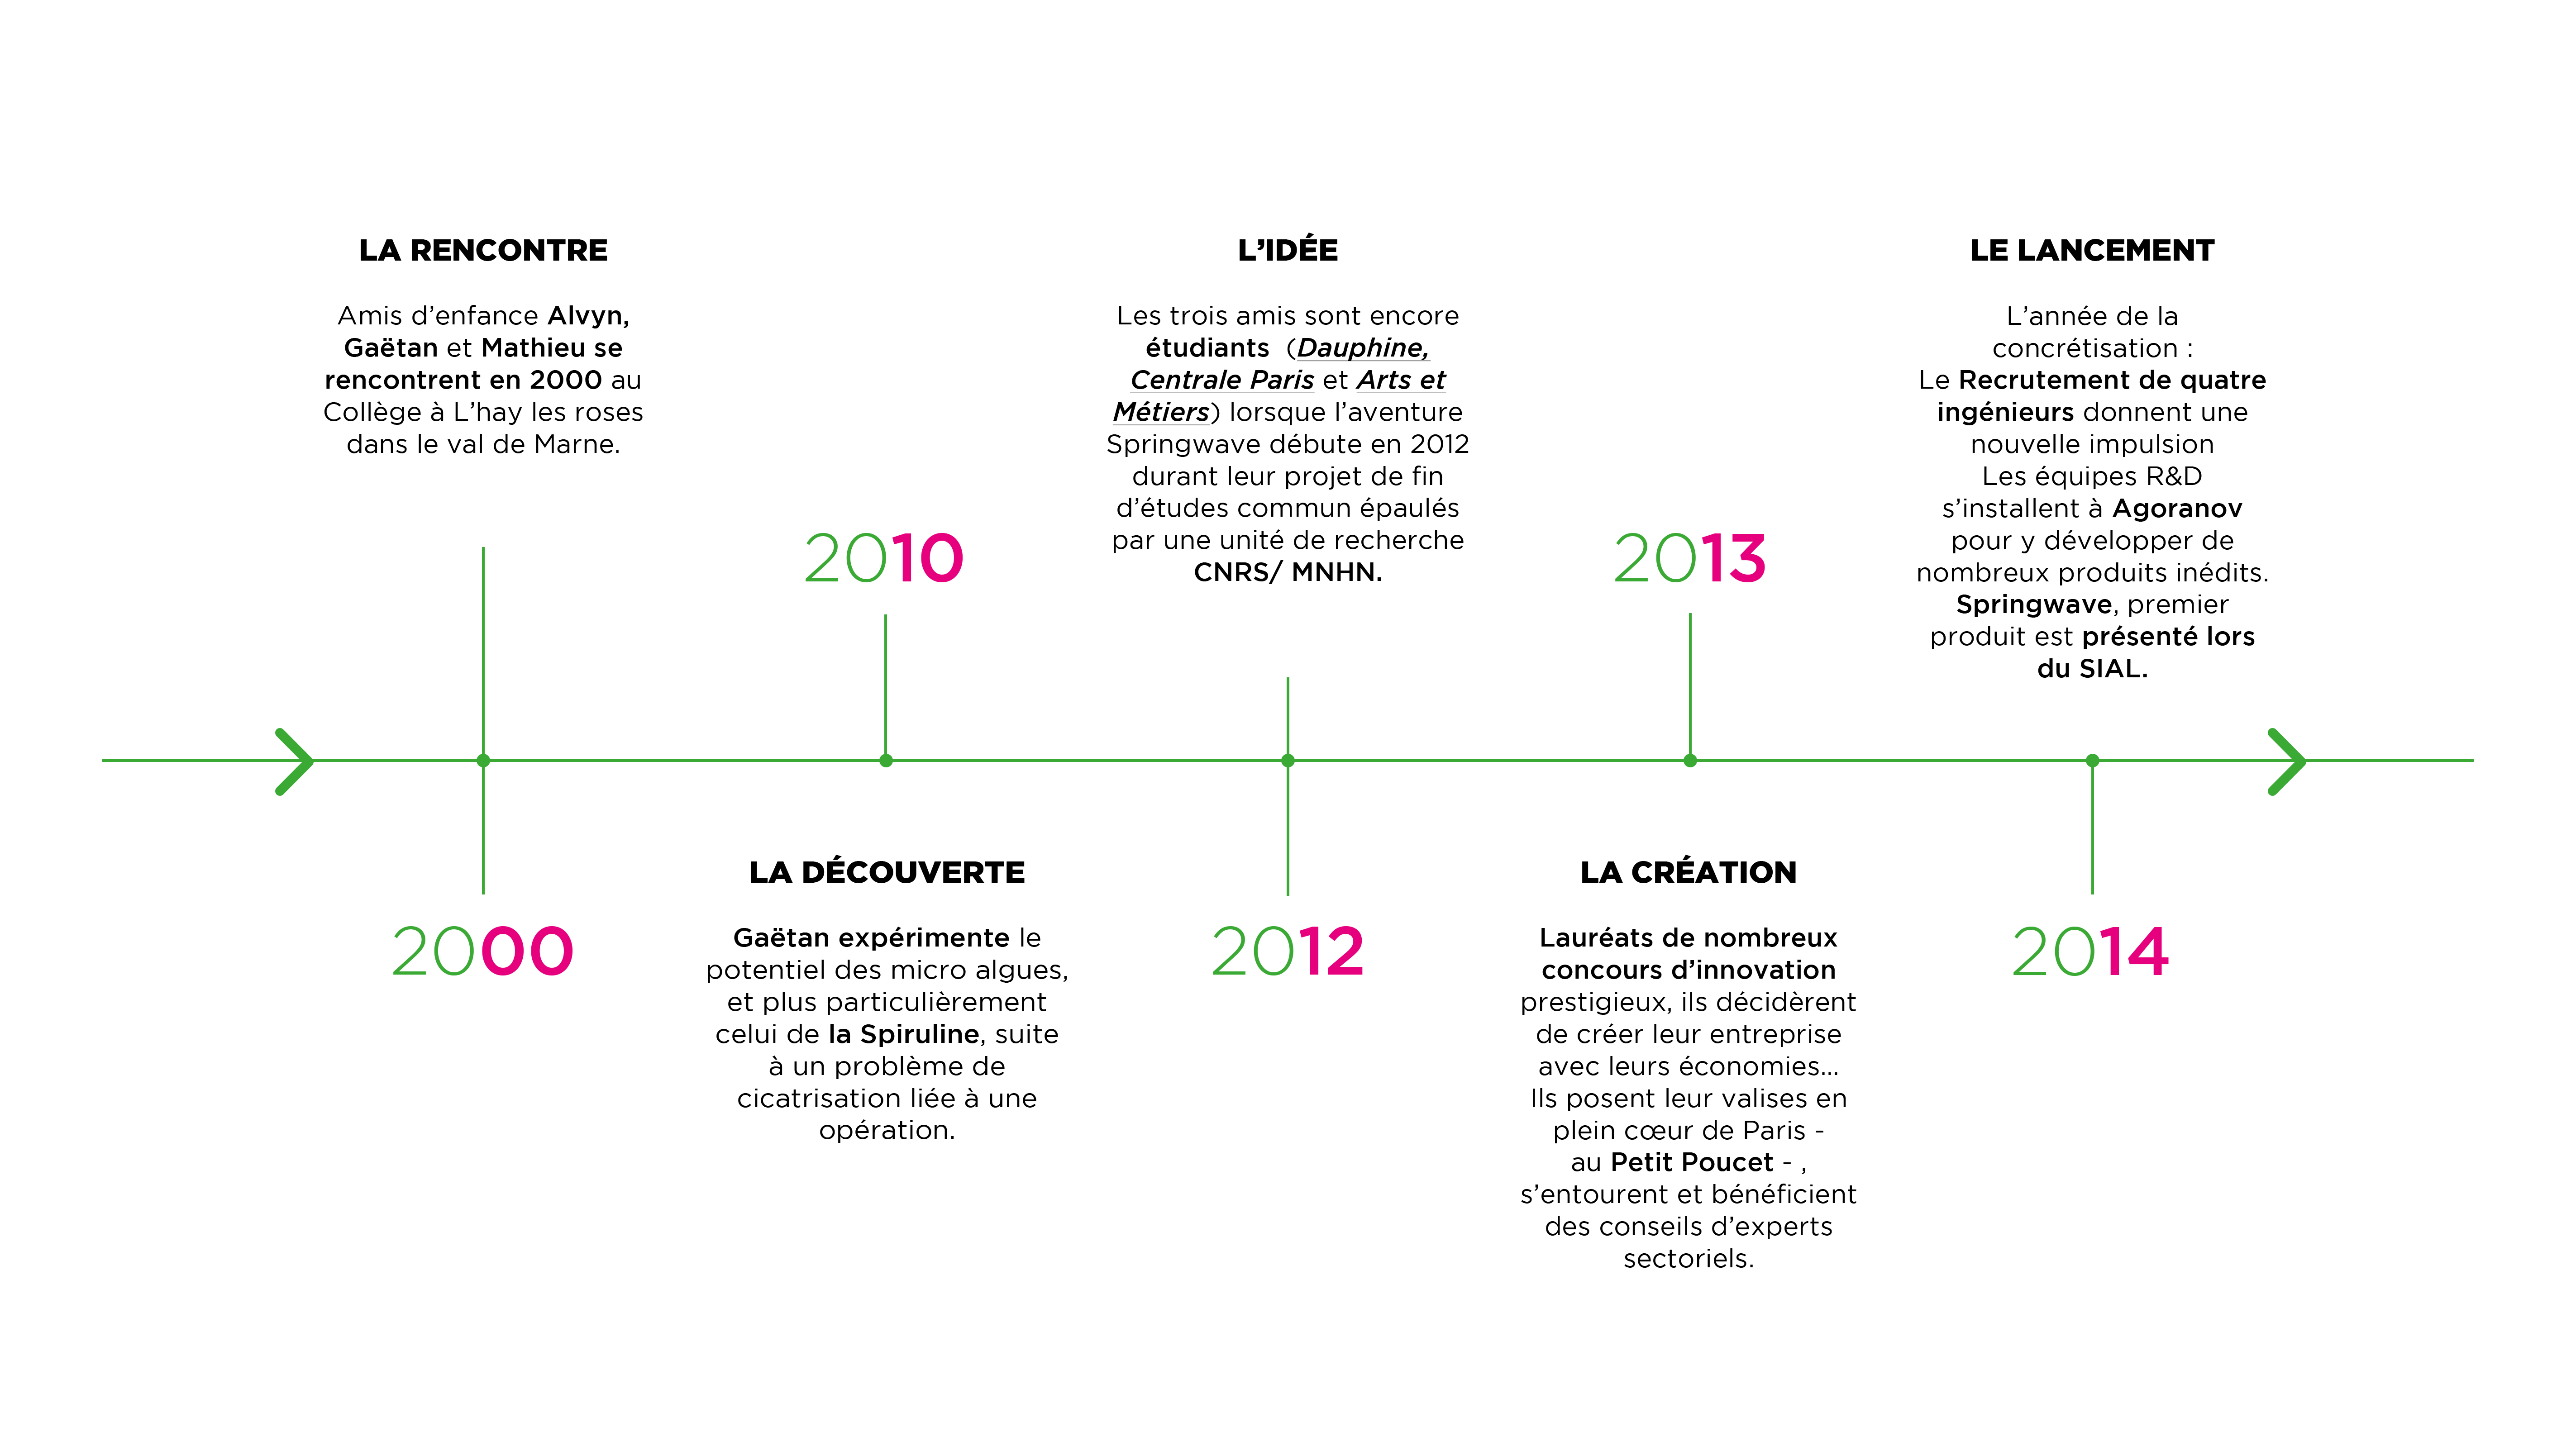 LA RENCONTRE
Amis d’enfance Alvyn,
Gaëtan et Mathieu se
rencontrent en 2000 au
Collège à L’hay les roses
dans le val de Marne.
2000
2010
LA DÉCOUVERTE
Gaëtan expérimente le
potentiel des micro algues,
et plus particulièrement
celui de la Spiruline, suite
à un problème de
cicatrisation liée à une
opération.
L’IDÉE
Les trois amis sont encore
étudiants (Dauphine,
Centrale Paris et Arts et
Métiers) lorsque l’aventure
Springwave débute en 2012
durant leur projet de fin
d’études commun épaulés
par une unité de recherche
CNRS/ MNHN.
2012
2013
LA CRÉATION
Lauréats de nombreux
concours d’innovation
prestigieux, ils décidèrent
de créer leur entreprise
avec leurs économies...
Ils posent leur valises en
plein cœur de Paris -
au Petit Poucet - ,
s’entourent et bénéficient
des conseils d’experts
sectoriels.
LE LANCEMENT
L’année de la
concrétisation :
Le Recrutement de quatre
ingénieurs donnent une
nouvelle impulsion
Les équipes R&D
s’installent à Agoranov
pour y développer de
nombreux produits inédits.
Springwave, premier
produit est présenté lors
du SIAL.
2014